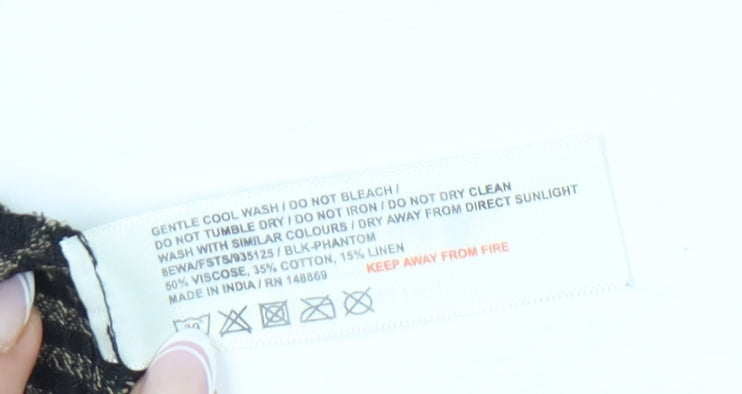 GENTLE COOL WASH / DO NOT BLEACH /
DO NOT TUMBLE DRY / DO NOT IRON / DO NOT DRY CLEAN
WASH WITH SIMILAR COLOURS / DRY AWAY FROM DIRECT SUNLIGHT
8EWA/FSTS/935125 / BLK-PHANTOM
50% VISCOSE, 35% COTTON, 15% LINEN
MADE IN INDIA / RN 148869
KEEP AWAY FROM FIRE